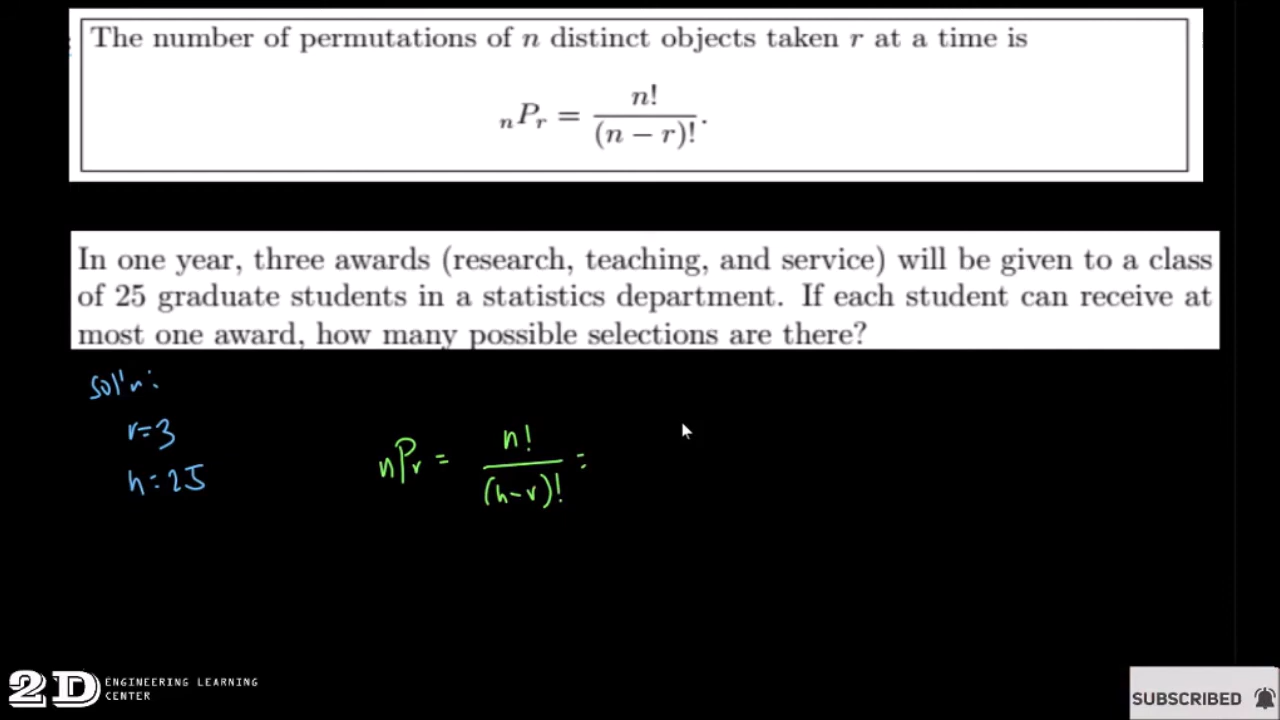 The number of permutations of n distinct objects taken r at a time is
nPr = n! / (n − r)!.
In one year, three awards (research, teaching, and service) will be given to a class
of 25 graduate students in a statistics department. If each student can receive at
most one award, how many possible selections are there?
Sol'n:
r=3
n=25
nPr = n! / (n-r)! =
2D ENGINEERING LEARNING
CENTER
SUBSCRIBED